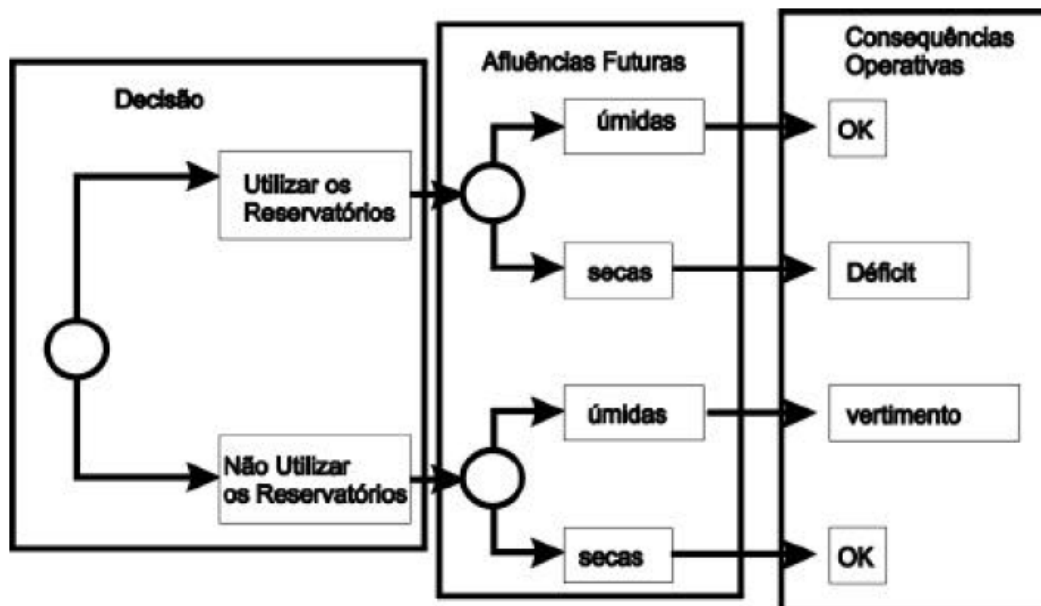 Decisão
Utilizar os
Reservatórios
Não Utilizar
os Reservatórios
Afluências Futuras
úmidas
secas
úmidas
secas
Consequências
Operativas
OK
Déficit
vertimento
OK